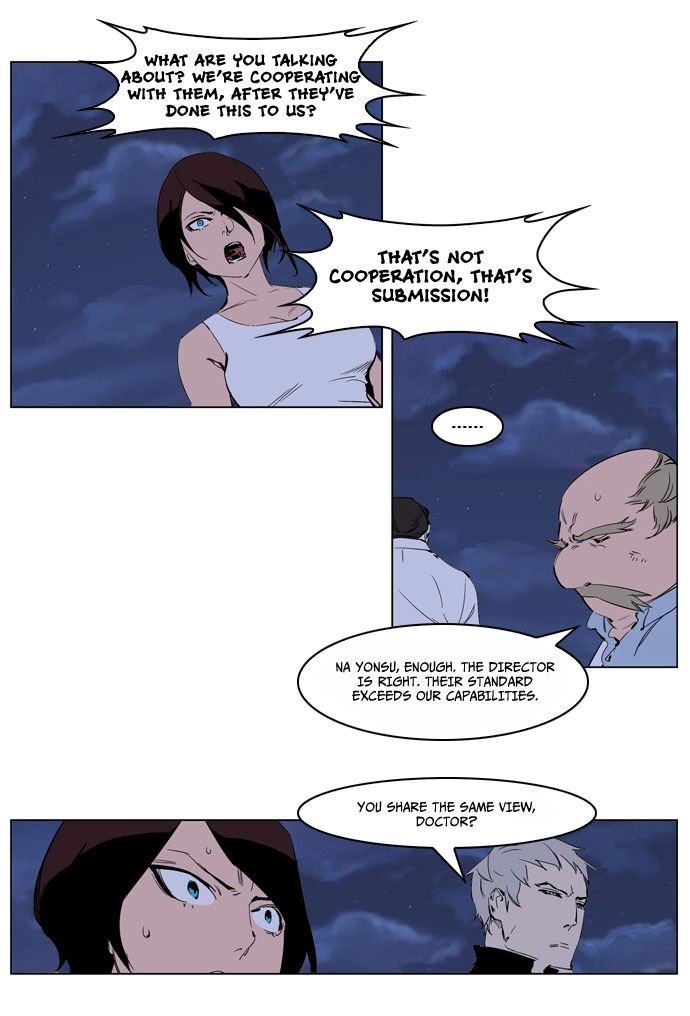 WHAT ARE YOU TALKING
ABOUT? WE'RE COOPERATING
WITH THEM, AFTER THEY'VE
DONE THIS TO US?
THAT'S NOT
COOPERATION, THAT'S
SUBMISSION!
------
NA YONSU, ENOUGH. THE DIRECTOR
IS RIGHT. THEIR STANDARD
EXCEEDS OUR CAPABILITIES.
YOU SHARE THE SAME VIEW,
DOCTOR?